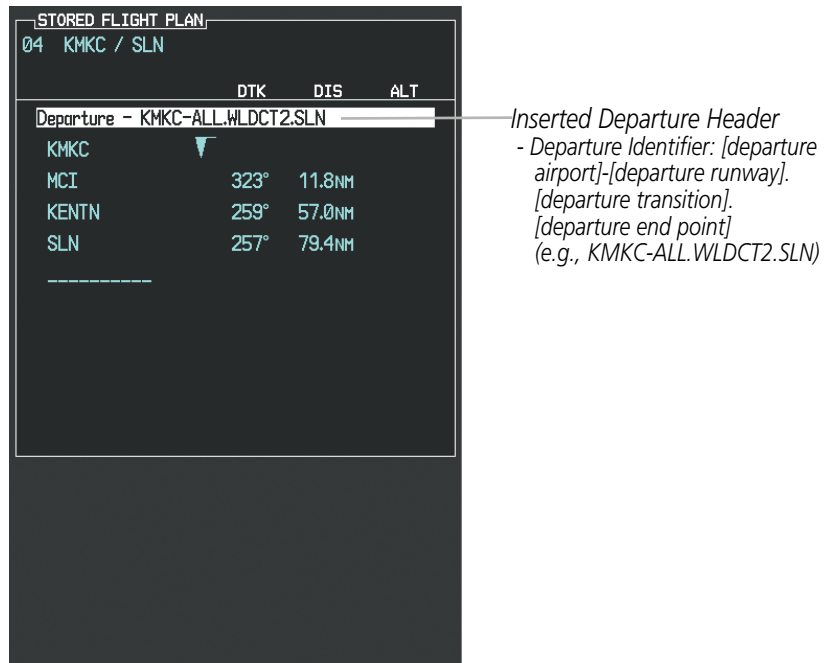 STORED FLIGHT PLAN
04 KMKC / SLN
DTK DIS ALT
Departure - KMKC-ALL.WLDCT2.SLN
KMKC
MCI 323° 11.8NM
KENTN 259° 57.0NM
SLN 257° 79.4NM
__________
Inserted Departure Header
- Departure Identifier: [departure
airport]-[departure runway].
[departure transition].
[departure end point]
(e.g., KMKC-ALL.WLDCT2.SLN)